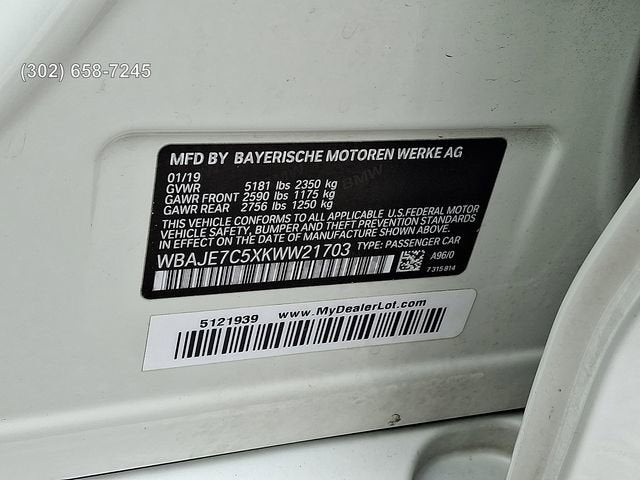 (302) 658-7245
MFD BY BAYERISCHE MOTOREN WERKE AG
01/19
GVWR 5181 lbs 2350 kg
GAWR FRONT 2590 lbs 1175 kg
GAWR REAR 2756 lbs 1250 kg
THIS VEHICLE CONFORMS TO ALL APPLICABLE U.S.FEDERAL MOTOR
VEHICLE SAFETY, BUMPER, AND THEFT PREVENTION STANDARDS
IN EFFECT ON THE DATE OF MANUFACTURE SHOWN ABOVE.
WBAJE7C5XKWW21703 TYPE: PASSENGER CAR
A96/0
7 315 814
5121939 www.MyDealerLot.com